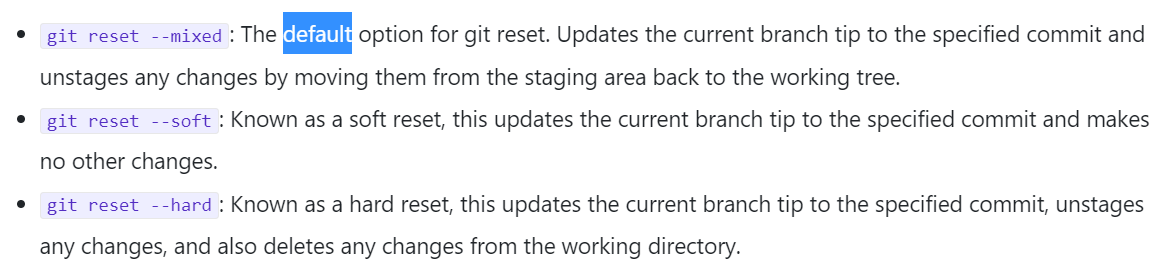 • git reset --mixed: The default option for git reset. Updates the current branch tip to the specified commit and
unstages any changes by moving them from the staging area back to the working tree.
• git reset --soft: Known as a soft reset, this updates the current branch tip to the specified commit and makes
no other changes.
• git reset --hard: Known as a hard reset, this updates the current branch tip to the specified commit, unstages
any changes, and also deletes any changes from the working directory.